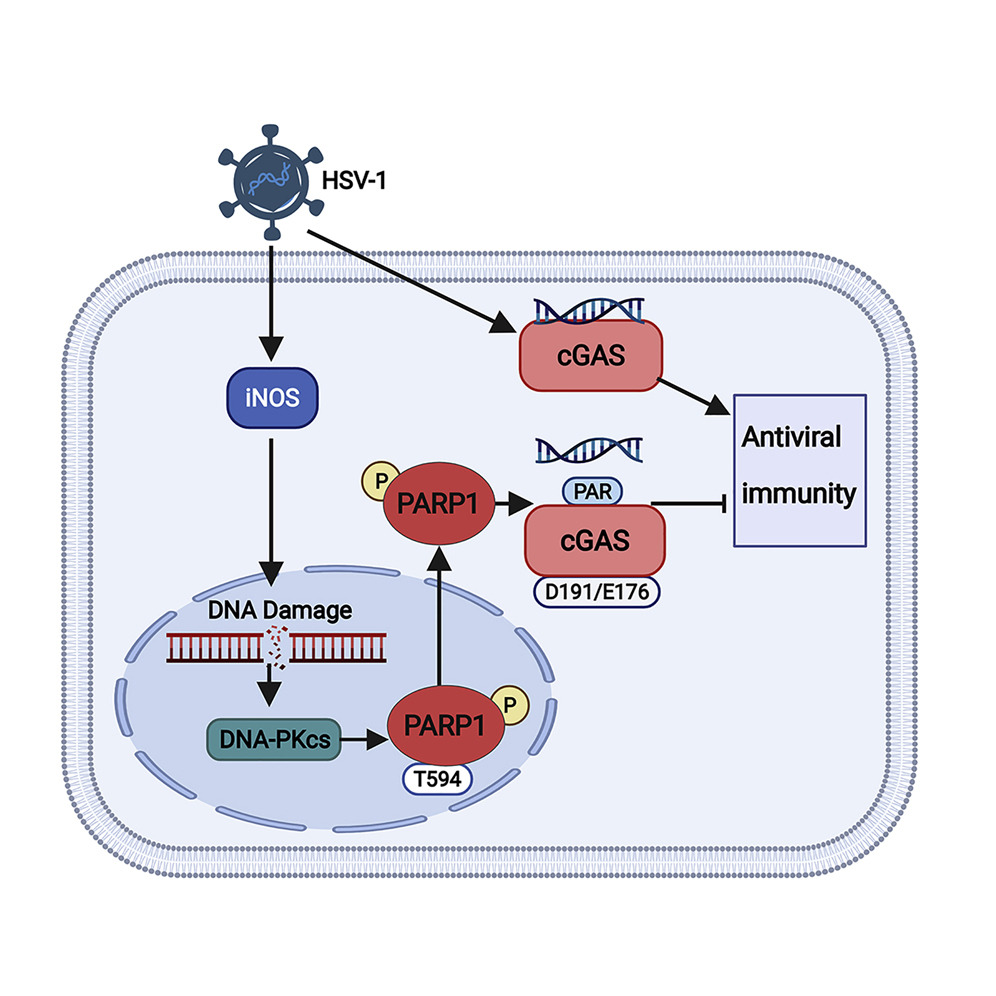 HSV-1
cGAS
iNOS
Antiviral
immunity
P
PARP1
PAR
cGAS
D191/E176
DNA Damage
P
PARP1
DNA-PKcs
T594